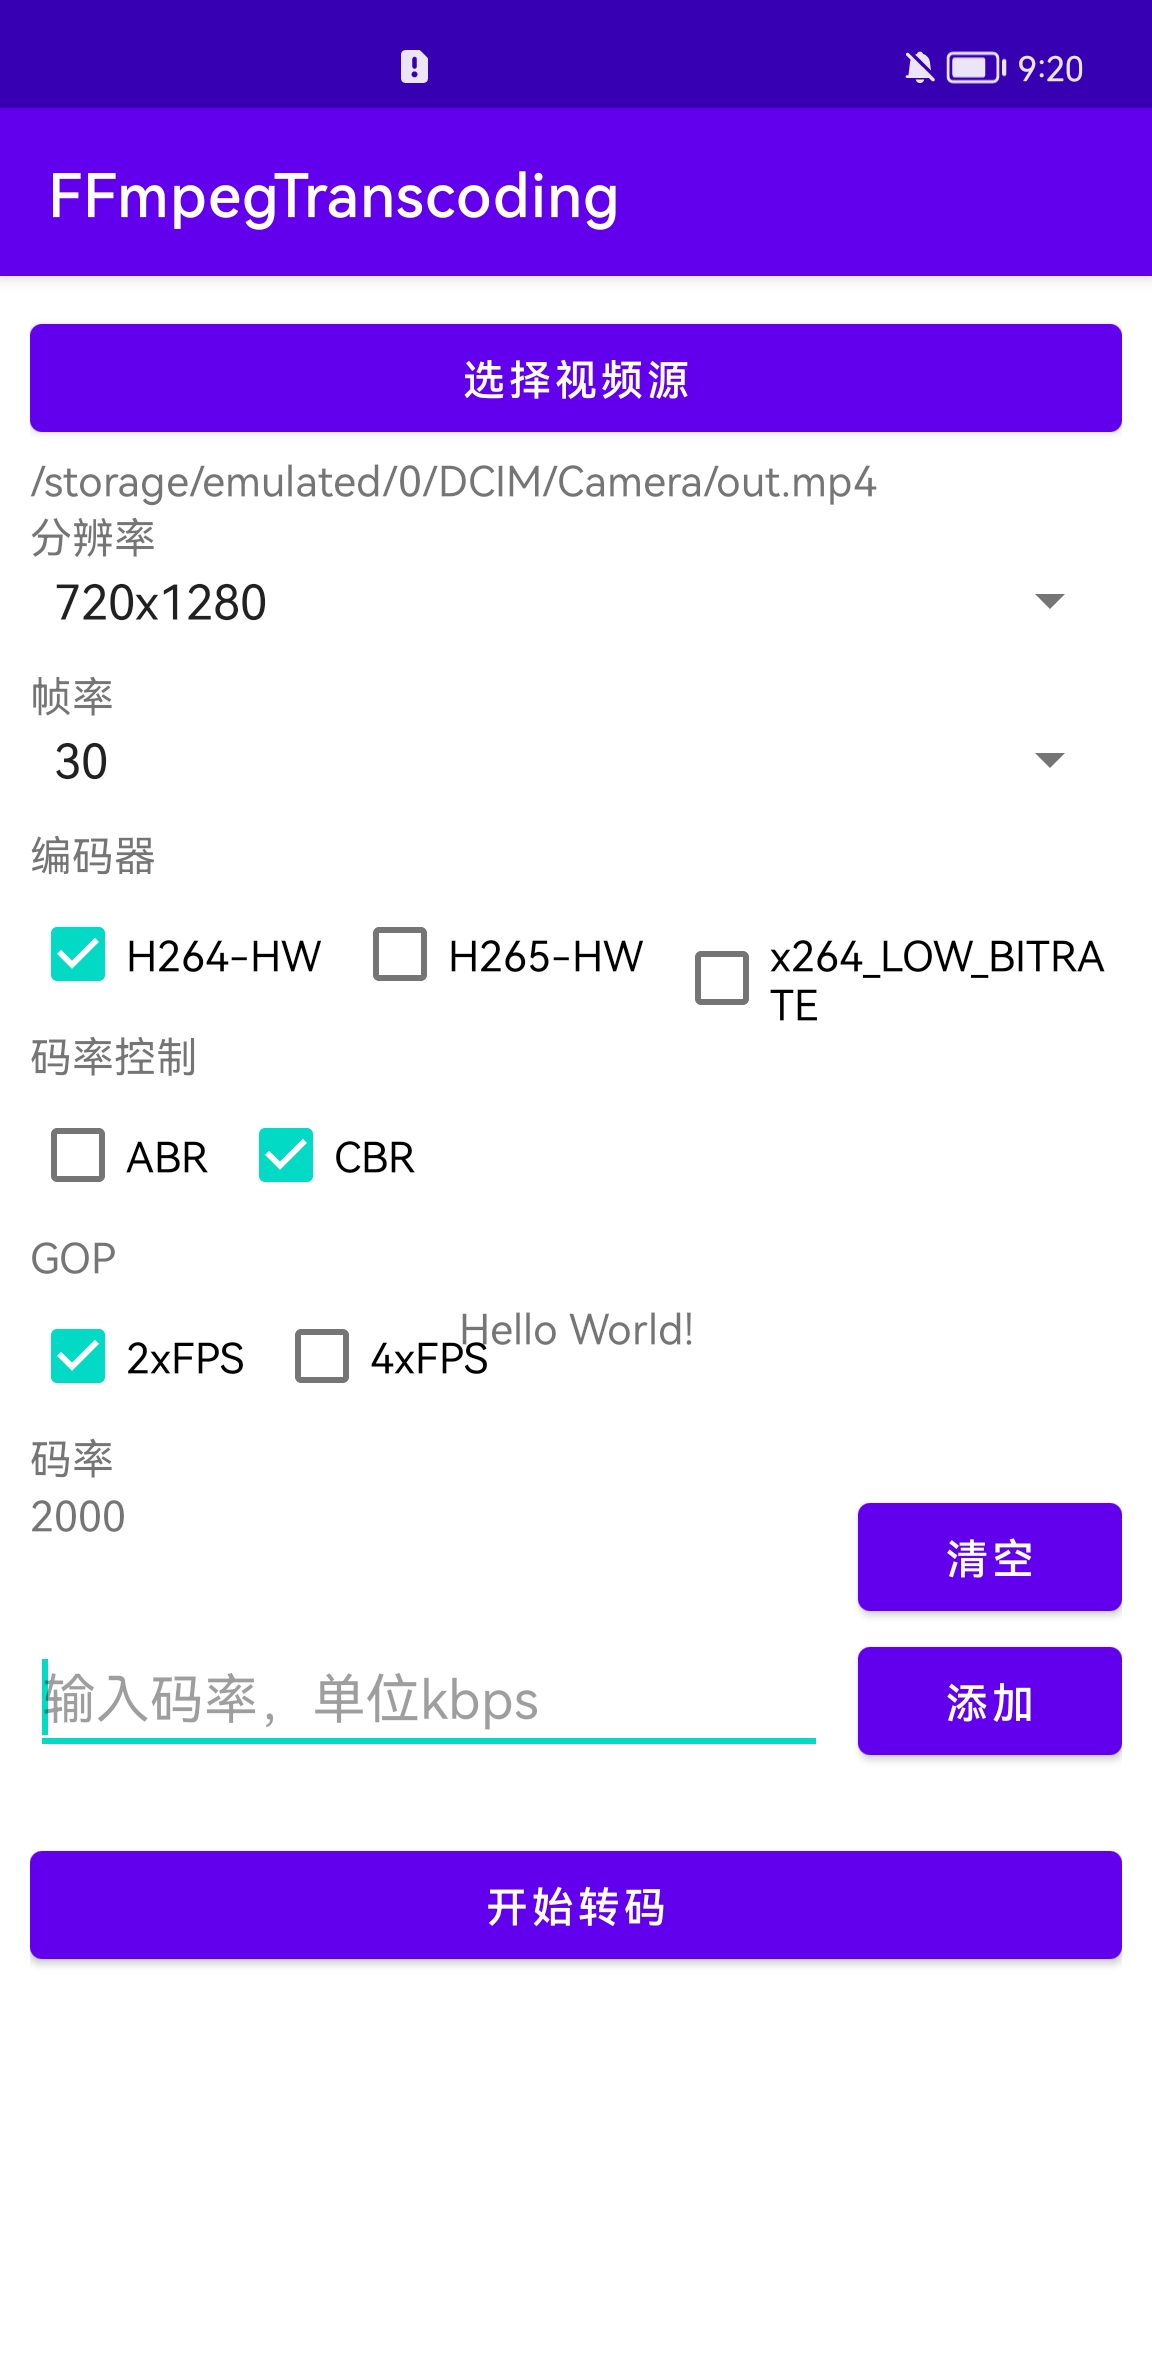 9:20
FFmpegTranscoding
选择视频源
/storage/emulated/0/DCIM/Camera/out.mp4
分辨率
720x1280
帧率
30
编码器
H264-HW
H265-HW
x264_LOW_BITRA
TE
码率控制
ABR
CBR
GOP
Hello World!
2xFPS
4xFPS
码率
2000
清空
输入码率，单位kbps
添加
开始转码